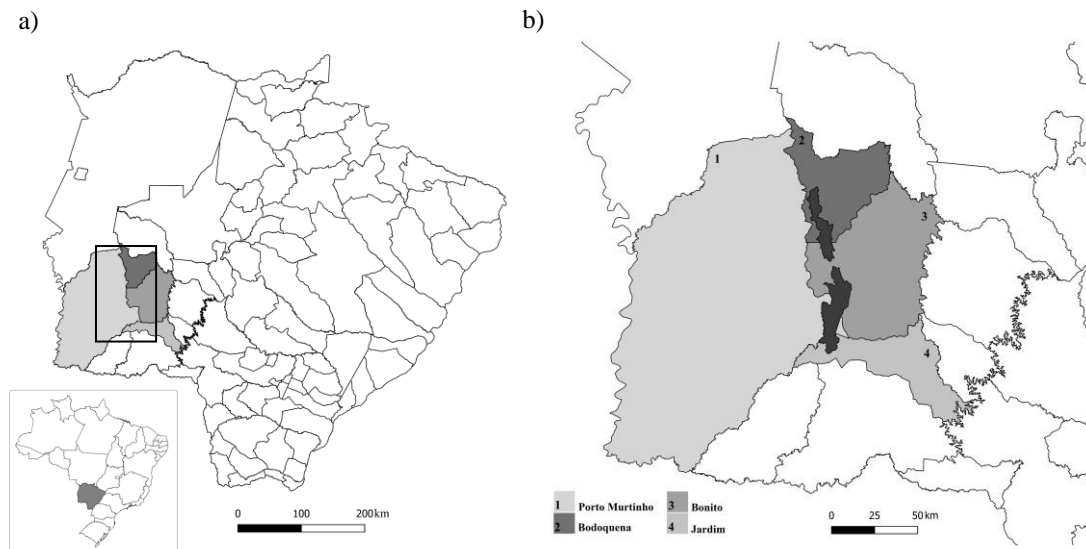 a)
b)
1
2
3
4
0 100 200km
1 Porto Murtinho
2 Bodoquena
3 Bonito
4 Jardim
0 25 50km